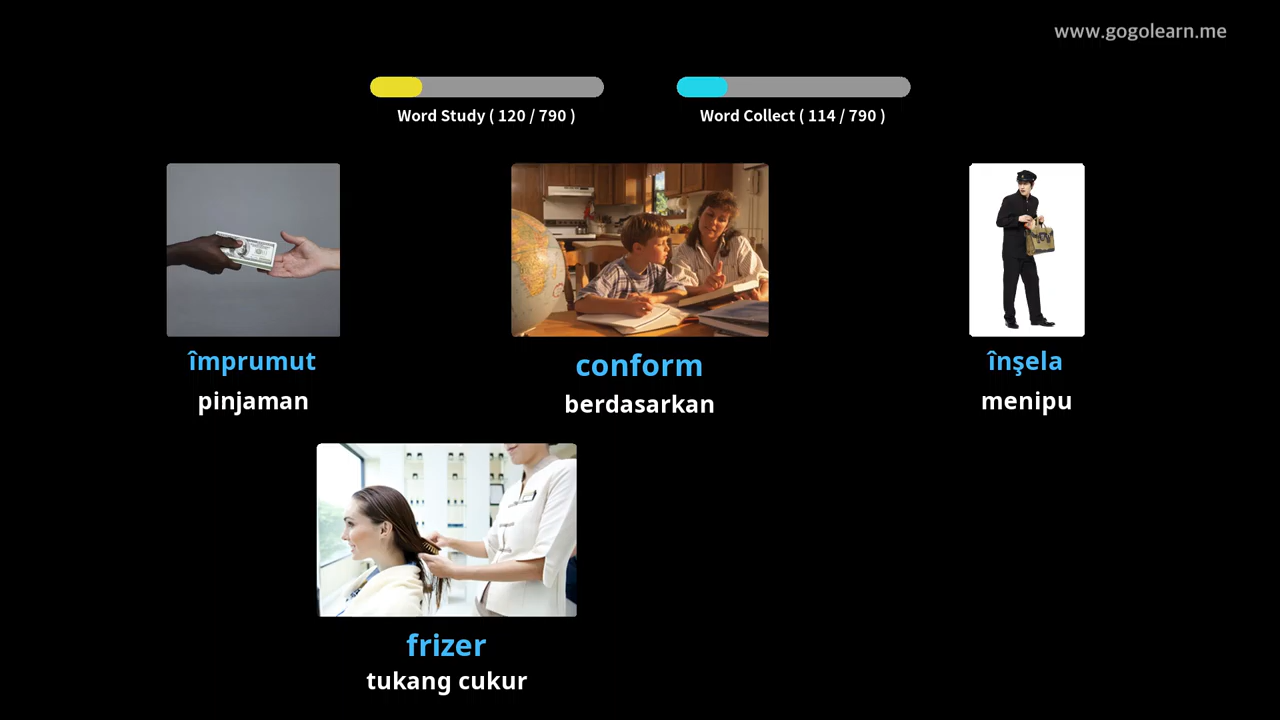 www.gogolearn.me
Word Study ( 120 / 790 )
Word Collect ( 114 / 790 )
împrumut
pinjaman
conform
berdasarkan
înşela
menipu
frizer
tukang cukur